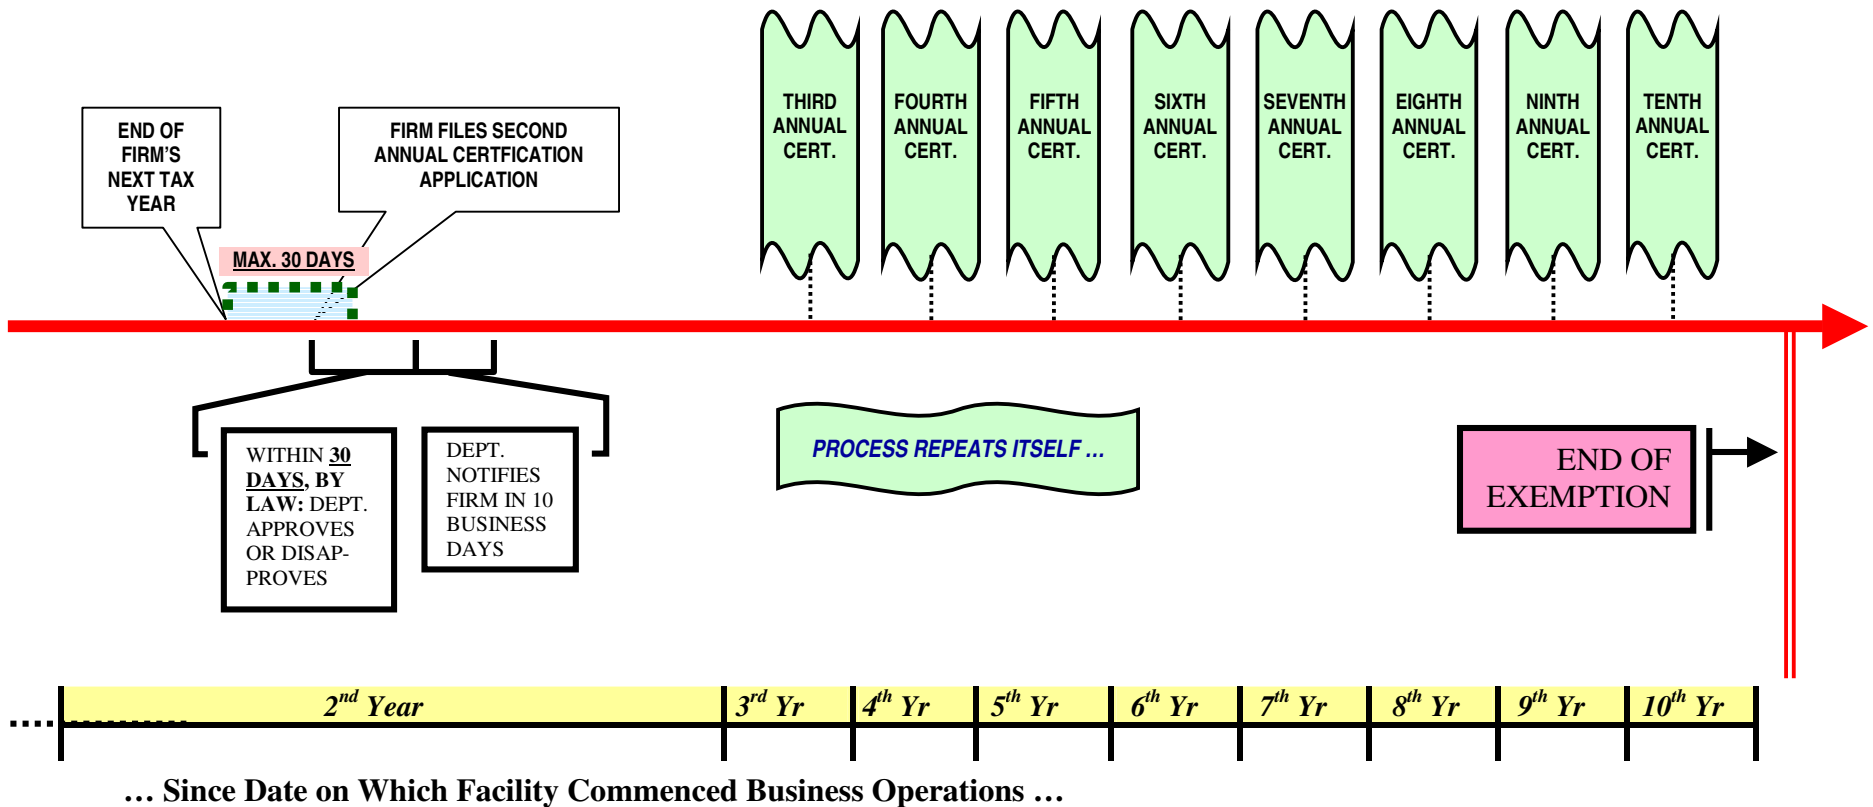 END OF
FIRM'S
NEXT TAX
YEAR
FIRM FILES SECOND
ANNUAL CERTFICATION
APPLICATION
MAX. 30 DAYS
THIRD
ANNUAL
CERT.
FOURTH
ANNUAL
CERT.
FIFTH
ANNUAL
CERT.
SIXTH
ANNUAL
CERT.
SEVENTH
ANNUAL
CERT.
EIGHTH
ANNUAL
CERT.
NINTH
ANNUAL
CERT.
TENTH
ANNUAL
CERT.
WITHIN 30
DAYS, BY
LAW: DEPT.
APPROVES
OR DISAP-
PROVES
DEPT.
NOTIFIES
FIRM IN 10
BUSINESS
DAYS
PROCESS REPEATS ITSELF …
END OF
EXEMPTION
2nd Year
3rd Yr
4th Yr
5th Yr
6th Yr
7th Yr
8th Yr
9th Yr
10th Yr
… Since Date on Which Facility Commenced Business Operations …